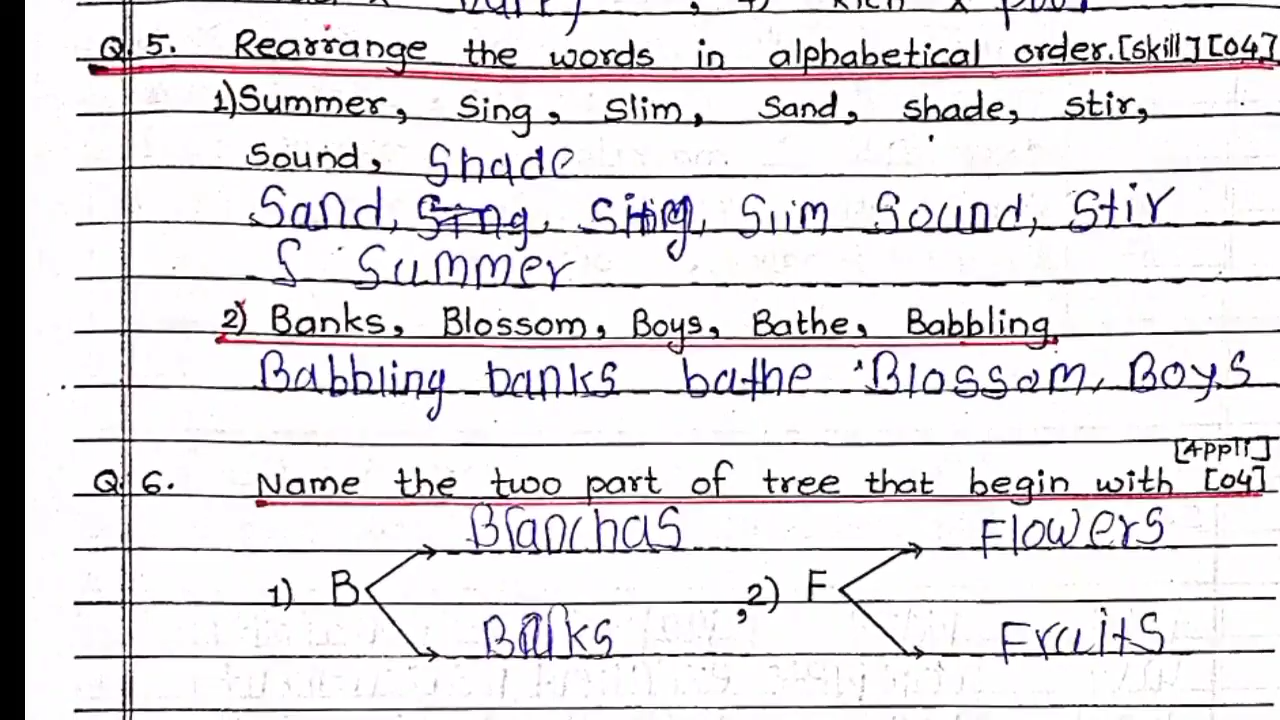 Q. 5. Rearrange the words in alphabetical order.[skill][04]
1)Summer, Sing, Slim, Sand, shade, stir,
Sound, Shade
Sand, Sing, Slim Sound, Stir
S Summer
2) Banks, Blossom, Boys, Bathe, Babbling
Babbling banks bathe Blossom, Boys
[Appli]
Q. 6. Name the two part of tree that begin with [04]
Branchas Flowers
1) B , 2) F
Barks Fruits